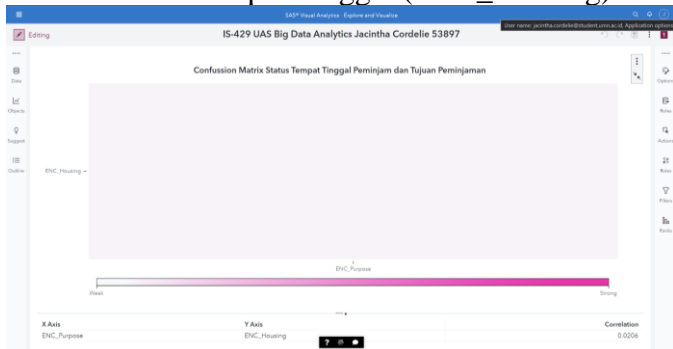 SAS® Visual Analytics - Explore and Visualize
User name: jacintha.cordelie@student.umn.ac.id, Application options
Editing
IS-429 UAS Big Data Analytics Jacintha Cordelie 53897
Confussion Matrix Status Tempat Tinggal Peminjam dan Tujuan Peminjaman
Data
Objects
Suggest
Outline
Options
Roles
Actions
Rules
Filters
Ranks
ENC_Housing
ENC_Purpose
Weak
Strong
X Axis Y Axis Correlation
ENC_Purpose ENC_Housing 0.0206